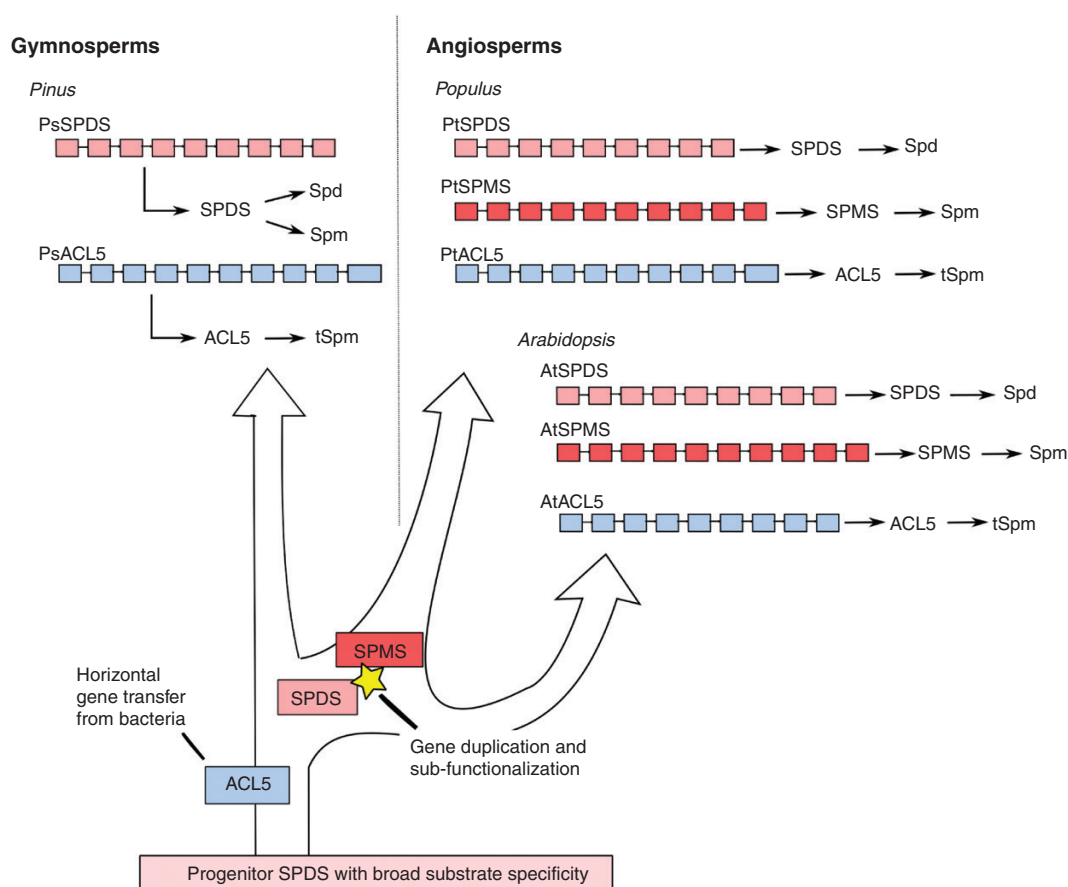 Gymnosperms
Pinus
PsSPDS
SPDS
Spd
Spm
PsACL5
ACL5
tSpm
Angiosperms
Populus
PtSPDS
SPDS
Spd
PtSPMS
SPMS
Spm
PtACL5
ACL5
tSpm
Arabidopsis
AtSPDS
SPDS
Spd
AtSPMS
SPMS
Spm
AtACL5
ACL5
tSpm
SPMS
SPDS
Horizontal
gene transfer
from bacteria
Gene duplication and
sub-functionalization
ACL5
Progenitor SPDS with broad substrate specificity